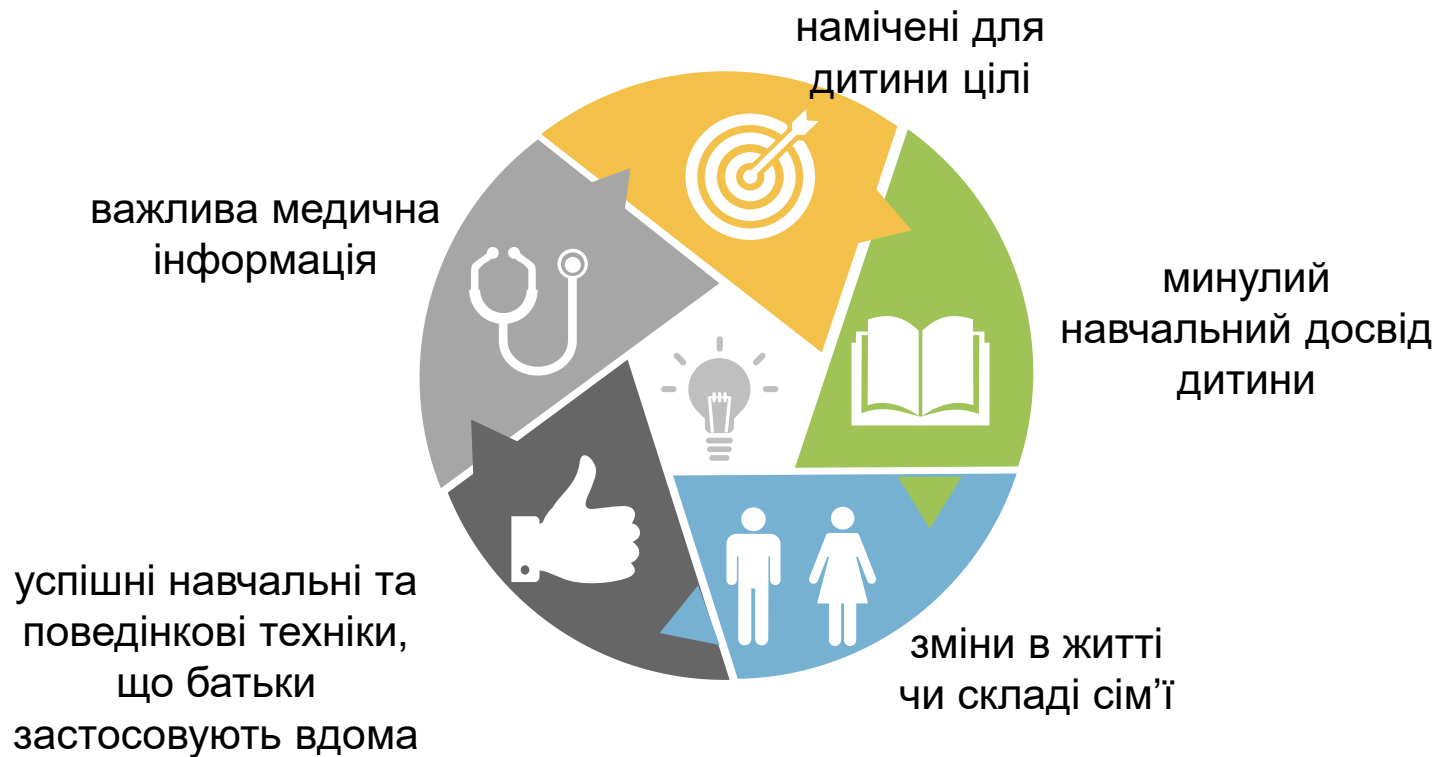 намічені для
дитини цілі
важлива медична
інформація
минулий
навчальний досвід
дитини
успішні навчальні та
поведінкові техніки,
що батьки
застосовують вдома
зміни в житті
чи складі сім’ї